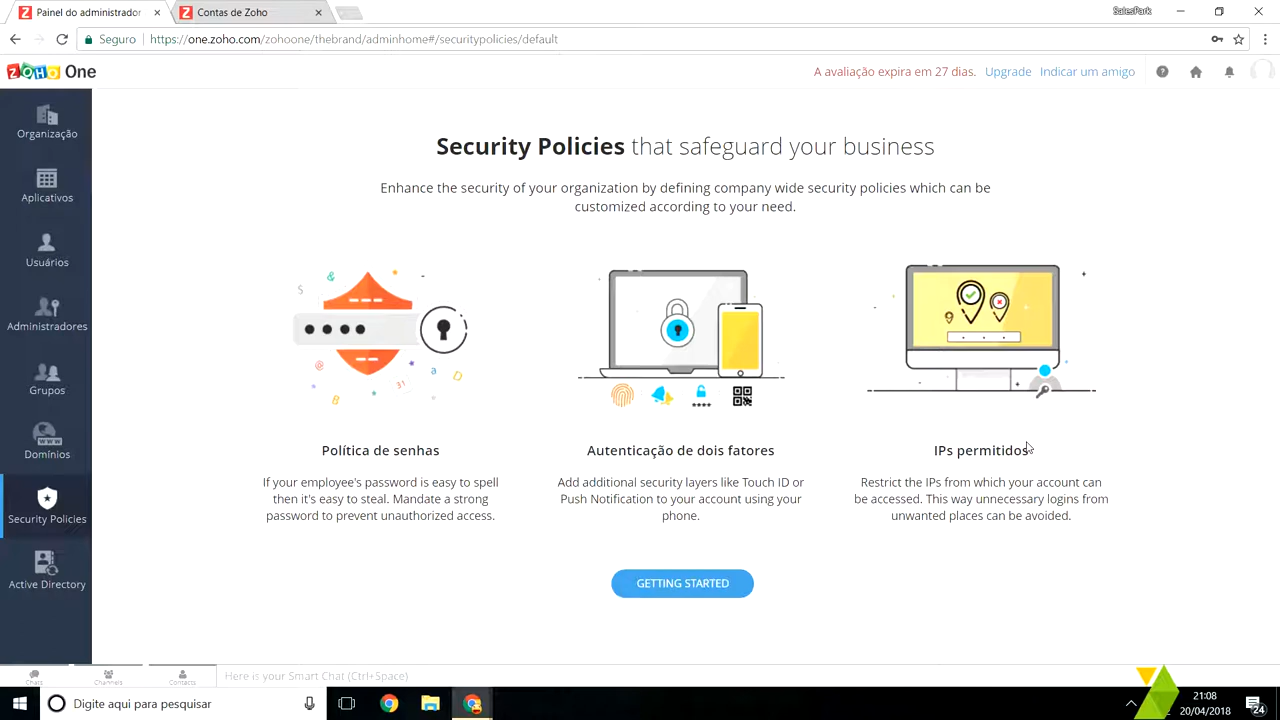 Painel do administrador
Contas de Zoho
SalesPark
Seguro
https://one.zoho.com/zohoone/thebrand/adminhome#/securitypolicies/default
ZOHO One
A avaliação expira em 27 dias. Upgrade Indicar um amigo
Organização
Aplicativos
Usuários
Administradores
Grupos
Domínios
Security Policies
Active Directory
Security Policies that safeguard your business
Enhance the security of your organization by defining company wide security policies which can be
customized according to your need.
Política de senhas
If your employee's password is easy to spell
then it's easy to steal. Mandate a strong
password to prevent unauthorized access.
Autenticação de dois fatores
Add additional security layers like Touch ID or
Push Notification to your account using your
phone.
IPs permitidos
Restrict the IPs from which your account can
be accessed. This way unnecessary logins from
unwanted places can be avoided.
GETTING STARTED
Chats
Channels
Contacts
Here is your Smart Chat (Ctrl+Space)
Digite aqui para pesquisar
21:08
20/04/2018
24